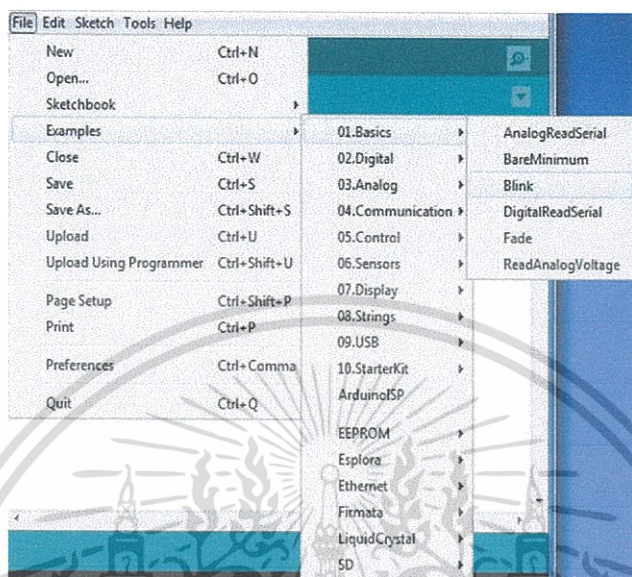 File Edit Sketch Tools Help
New Ctrl+N
Open... Ctrl+O
Sketchbook
Examples
Close Ctrl+W
Save Ctrl+S
Save As... Ctrl+Shift+S
Upload Ctrl+U
Upload Using Programmer Ctrl+Shift+U
Page Setup Ctrl+Shift+P
Print Ctrl+P
Preferences Ctrl+Comma
Quit Ctrl+Q
01.Basics
02.Digital
03.Analog
04.Communication
05.Control
06.Sensors
07.Display
08.Strings
09.USB
10.StarterKit
ArduinoISP
EEPROM
Esplora
Ethernet
Firmata
LiquidCrystal
SD
AnalogReadSerial
BareMinimum
Blink
DigitalReadSerial
Fade
ReadAnalogVoltage